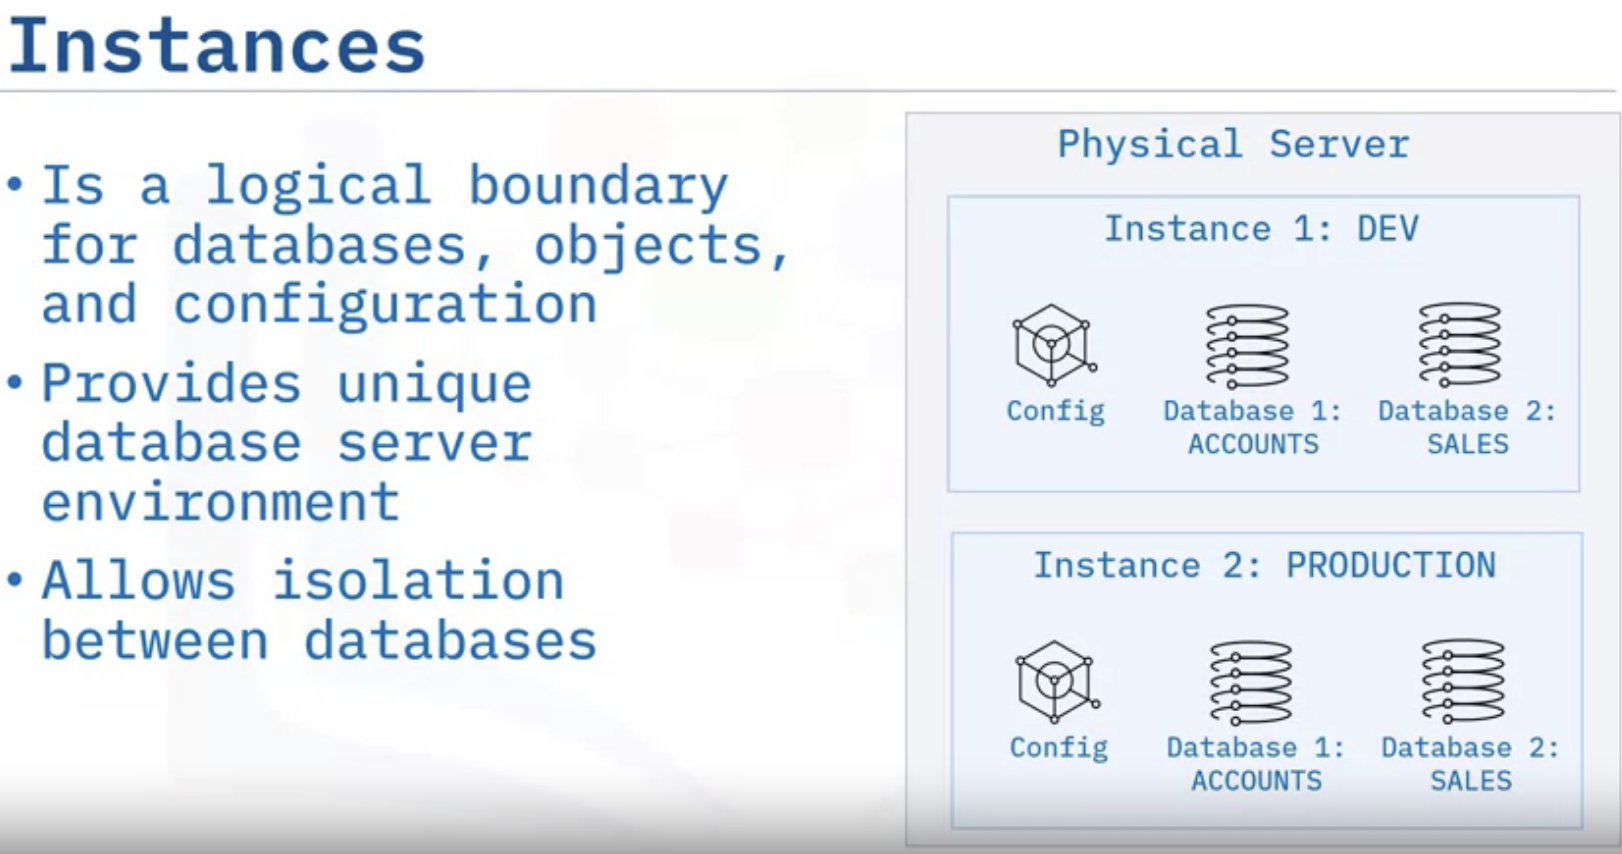 Instances
• Is a logical boundary
for databases, objects,
and configuration
• Provides unique
database server
environment
• Allows isolation
between databases
Physical Server
Instance 1: DEV
Config
Database 1:
ACCOUNTS
Database 2:
SALES
Instance 2: PRODUCTION
Config
Database 1:
ACCOUNTS
Database 2:
SALES